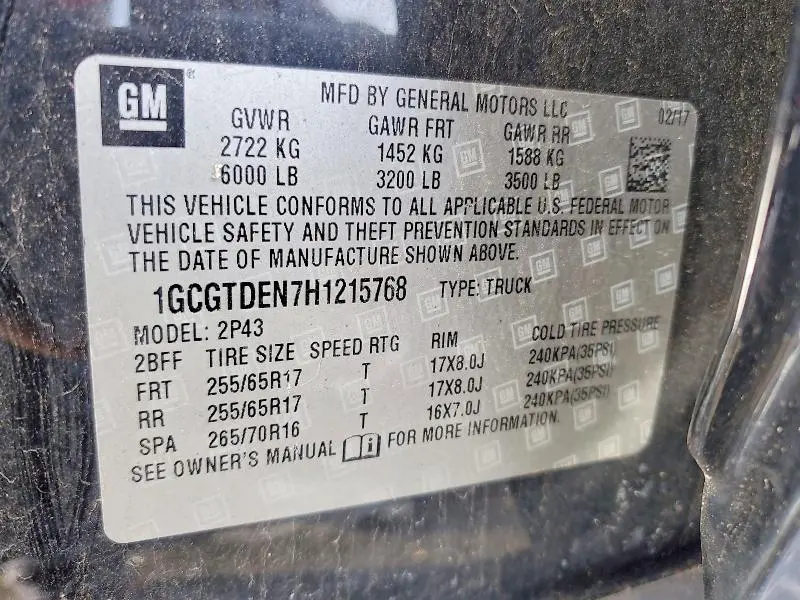 GM
MFD BY GENERAL MOTORS LLC 02/17
GVWR GAWR FRT GAWR RR
2722 KG 1452 KG 1588 KG
6000 LB 3200 LB 3500 LB
THIS VEHICLE CONFORMS TO ALL APPLICABLE U.S. FEDERAL MOTOR
VEHICLE SAFETY AND THEFT PREVENTION STANDARDS IN EFFECT ON
THE DATE OF MANUFACTURE SHOWN ABOVE.
1GCGTDEN7H1215768 TYPE: TRUCK
MODEL: 2P43
2BFF TIRE SIZE SPEED RTG RIM COLD TIRE PRESSURE
FRT 255/65R17 T 17X8.0J 240KPA(35PSI)
RR 255/65R17 T 17X8.0J 240KPA(35PSI)
SPA 265/70R16 T 16X7.0J 240KPA(35PSI)
SEE OWNER'S MANUAL i FOR MORE INFORMATION.